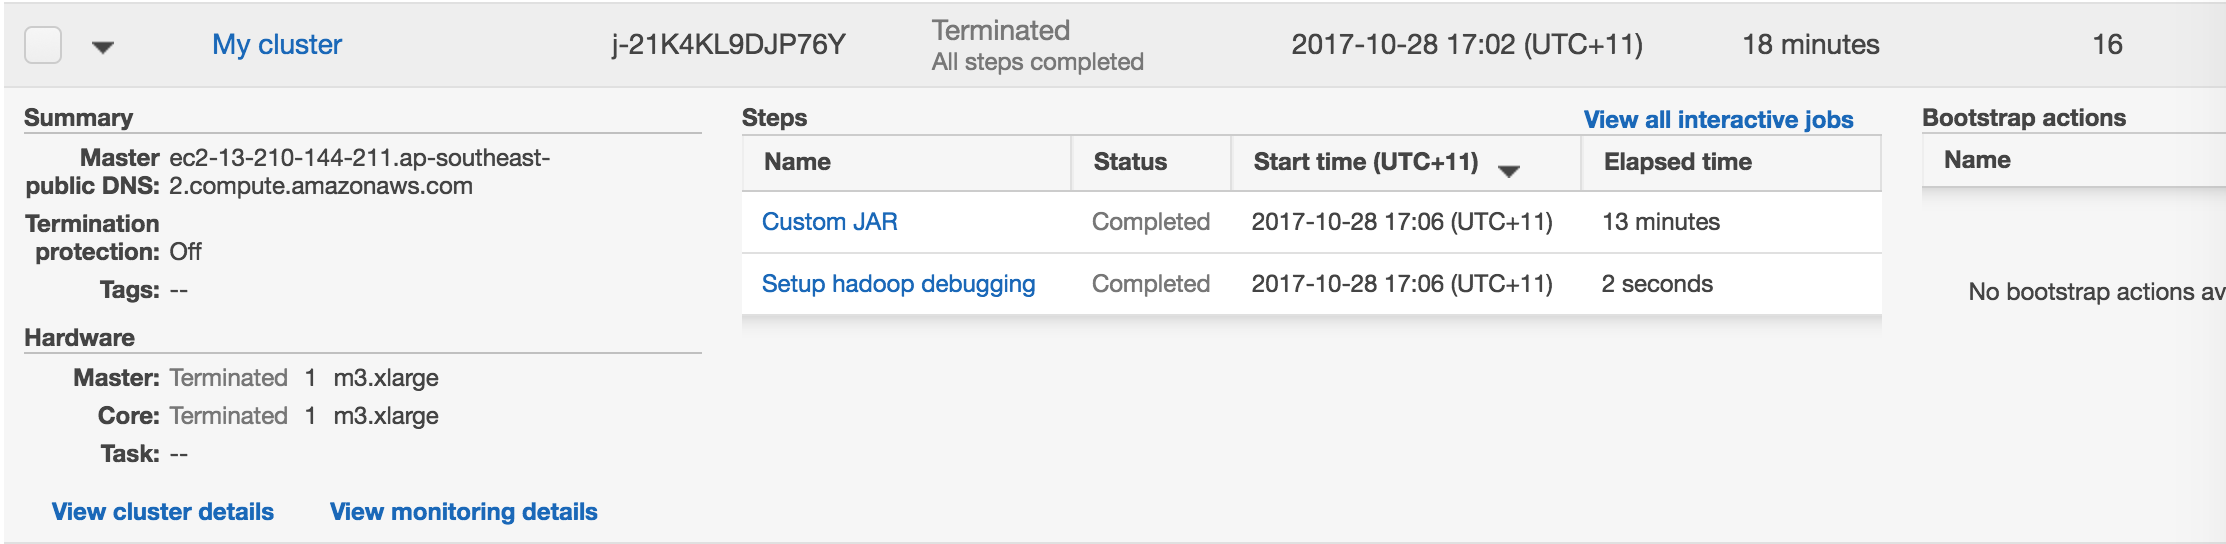 My cluster j-21K4KL9DJP76Y Terminated 2017-10-28 17:02 (UTC+11) 18 minutes 16
All steps completed
Summary
Master ec2-13-210-144-211.ap-southeast-
public DNS: 2.compute.amazonaws.com
Termination
protection: Off
Tags: --
Hardware
Master: Terminated 1 m3.xlarge
Core: Terminated 1 m3.xlarge
Task: --
View cluster details View monitoring details
Steps View all interactive jobs
Name Status Start time (UTC+11) Elapsed time
Custom JAR Completed 2017-10-28 17:06 (UTC+11) 13 minutes
Setup hadoop debugging Completed 2017-10-28 17:06 (UTC+11) 2 seconds
Bootstrap actions
Name
No bootstrap actions av